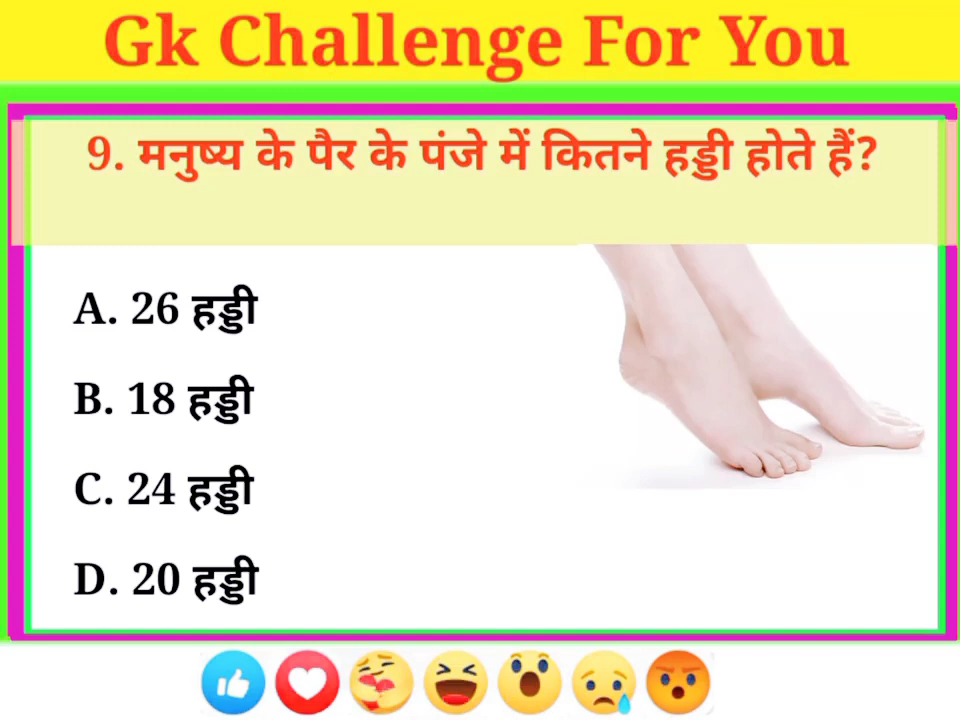 Gk Challenge For You
9. मनुष्य के पैर के पंजे में कितने हड्डी होते हैं?
A. 26 हड्डी
B. 18 हड्डी
C. 24 हड्डी
D. 20 हड्डी